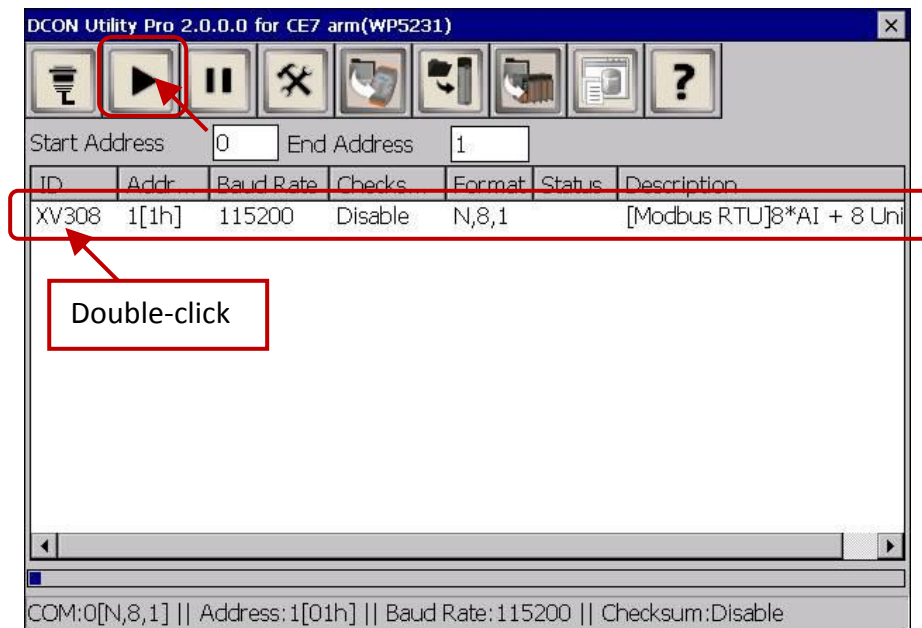 DCON Utility Pro 2.0.0.0 for CE7 arm(WP5231)
?
Start Address 0 End Address 1
ID Addr... Baud Rate Checks... Format Status Description
XV308 1[1h] 115200 Disable N,8,1 [Modbus RTU]8*AI + 8 Uni
Double-click
COM:0[N,8,1] || Address:1[01h] || Baud Rate:115200 || Checksum:Disable